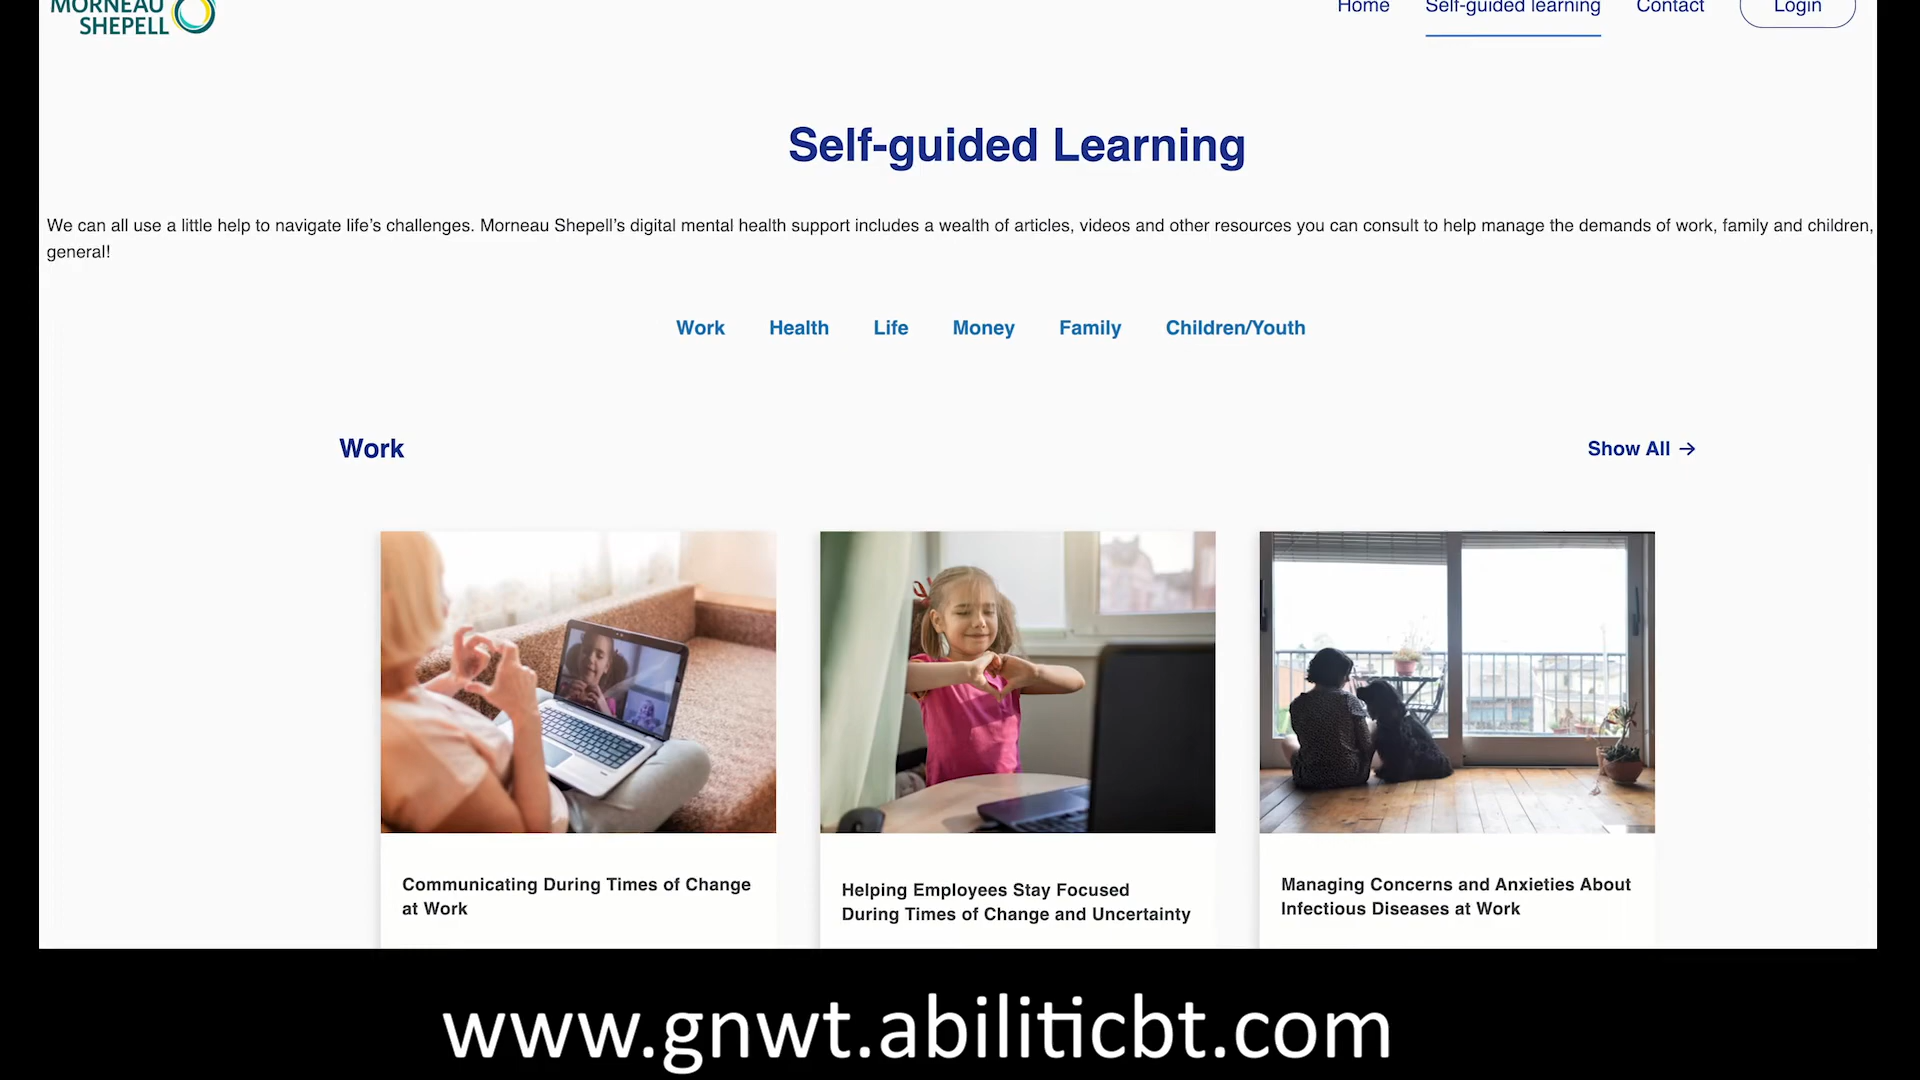 MORNEAU
SHEPELL
Home Self-guided learning Contact Login
Self-guided Learning
We can all use a little help to navigate life’s challenges. Morneau Shepell’s digital mental health support includes a wealth of articles, videos and other resources you can consult to help manage the demands of work, family and children,
general!
Work Health Life Money Family Children/Youth
Work Show All →
Communicating During Times of Change
at Work
Helping Employees Stay Focused
During Times of Change and Uncertainty
Managing Concerns and Anxieties About
Infectious Diseases at Work
www.gnwt.abiliticbt.com